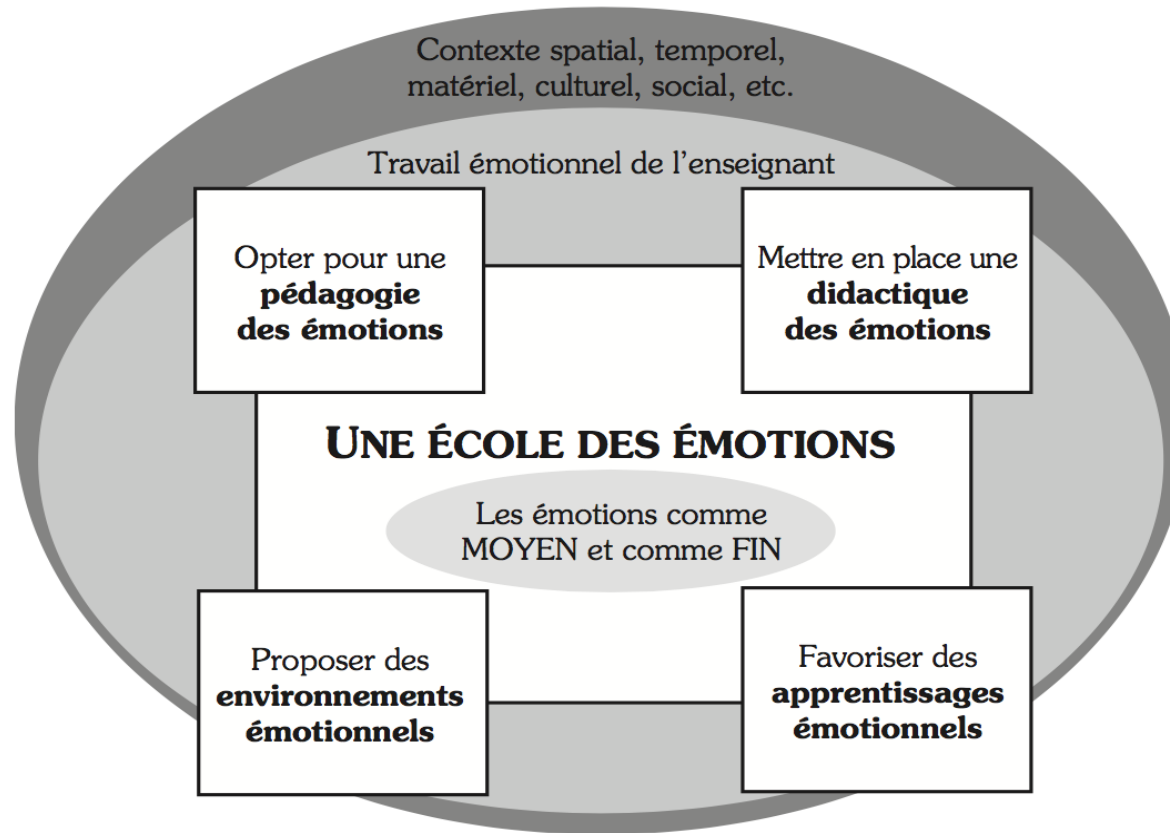 Contexte spatial, temporel,
matériel, culturel, social, etc.
Travail émotionnel de l'enseignant
Opter pour une
pédagogie
des émotions
Mettre en place une
didactique
des émotions
UNE ÉCOLE DES ÉMOTIONS
Les émotions comme
MOYEN et comme FIN
Proposer des
environnements
émotionnels
Favoriser des
apprentissages
émotionnels